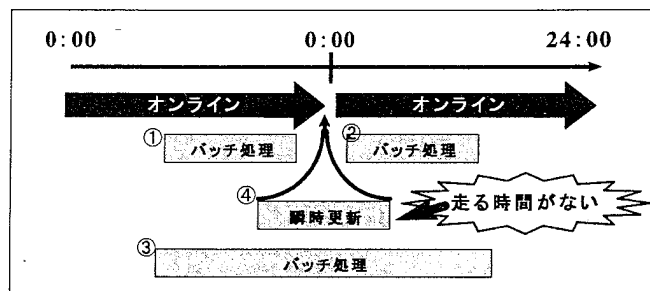 0:00 0:00 24:00
オンライン オンライン
① バッチ処理 ② バッチ処理
④ 瞬時更新 走る時間がない
③ バッチ処理